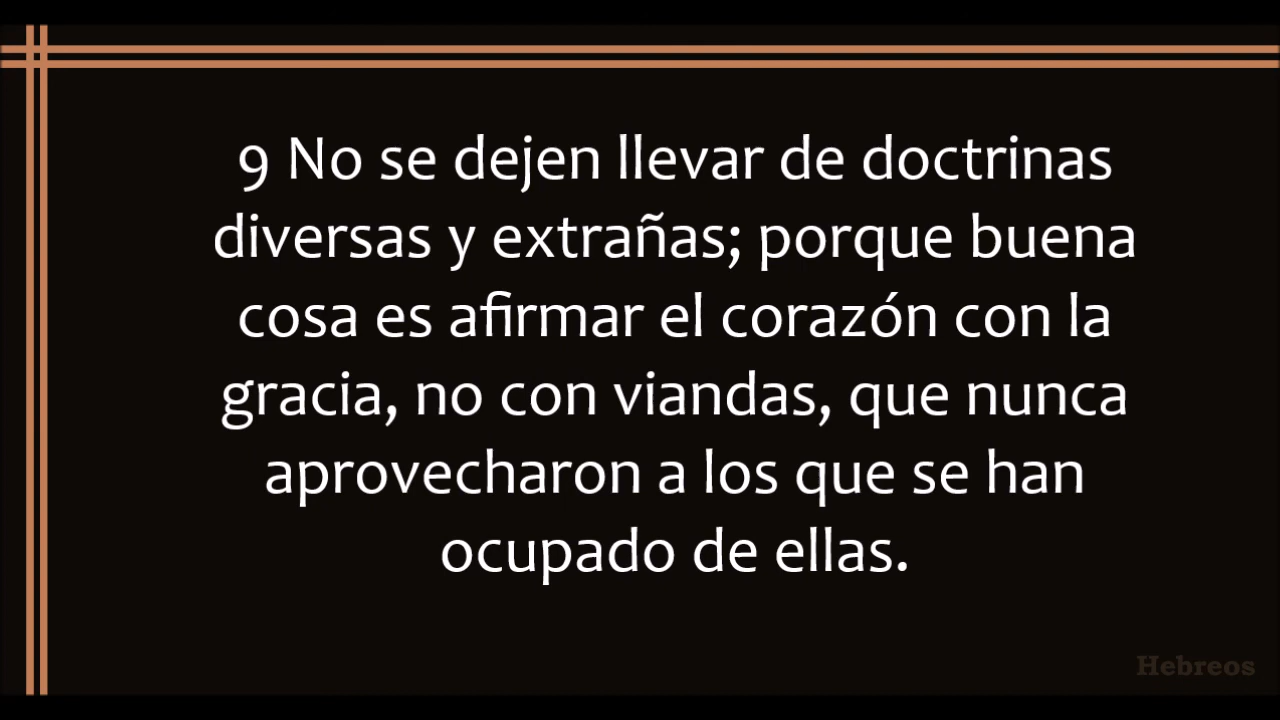 9 No se dejen llevar de doctrinas
diversas y extrañas; porque buena
cosa es afirmar el corazón con la
gracia, no con viandas, que nunca
aprovecharon a los que se han
ocupado de ellas.
Hebreos